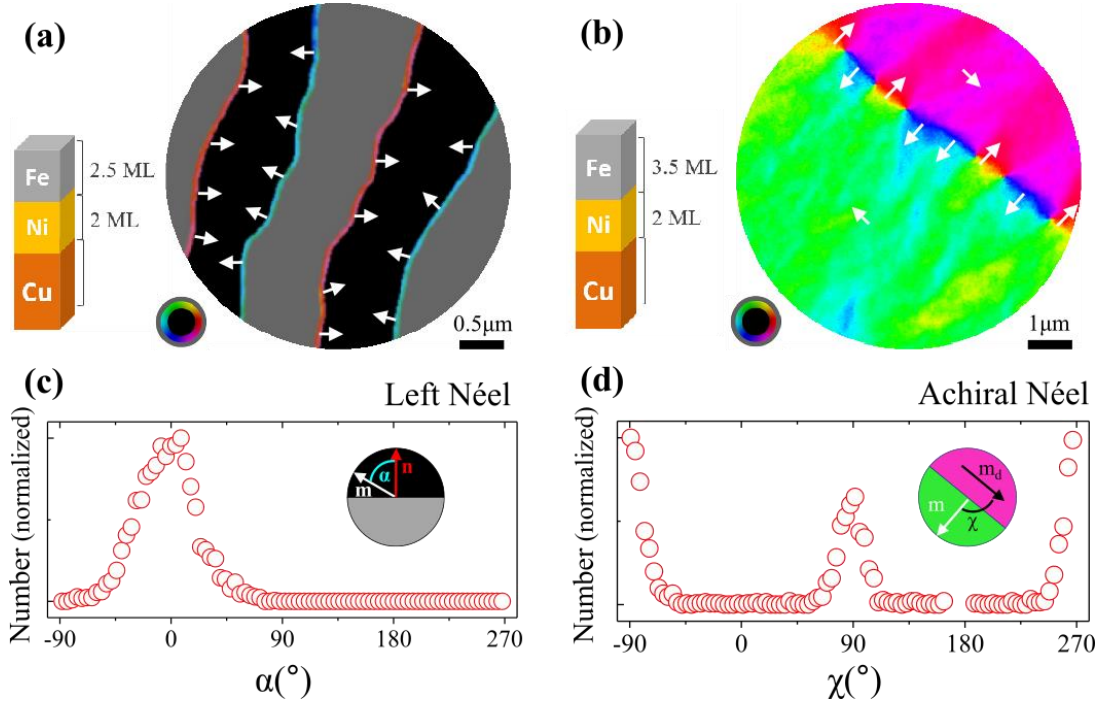 (a)
Fe
2.5 ML
Ni
2 ML
Cu
0.5μm
(b)
Fe
3.5 ML
Ni
2 ML
Cu
1μm
(c)
Left Néel
Number (normalized)
α
n
m
-90 0 90 180 270
α(°)
(d)
Achiral Néel
Number (normalized)
m_d
m
χ
-90 0 90 180 270
χ(°)